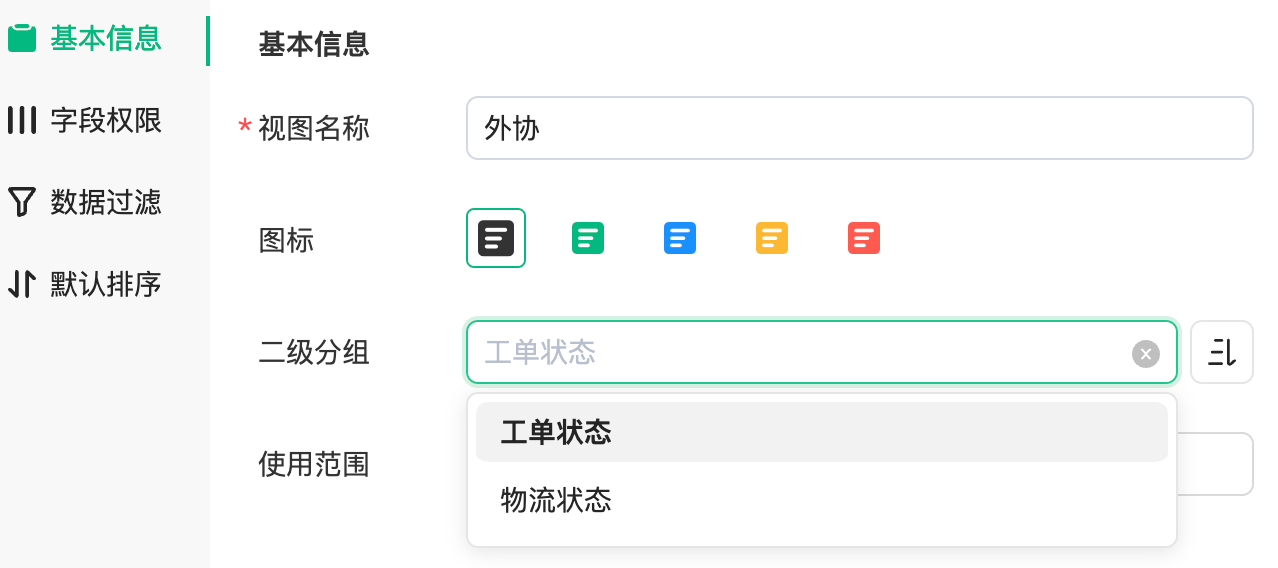 基本信息
字段权限
数据过滤
默认排序
基本信息
* 视图名称
外协
图标
二级分组
工单状态
工单状态
物流状态
使用范围